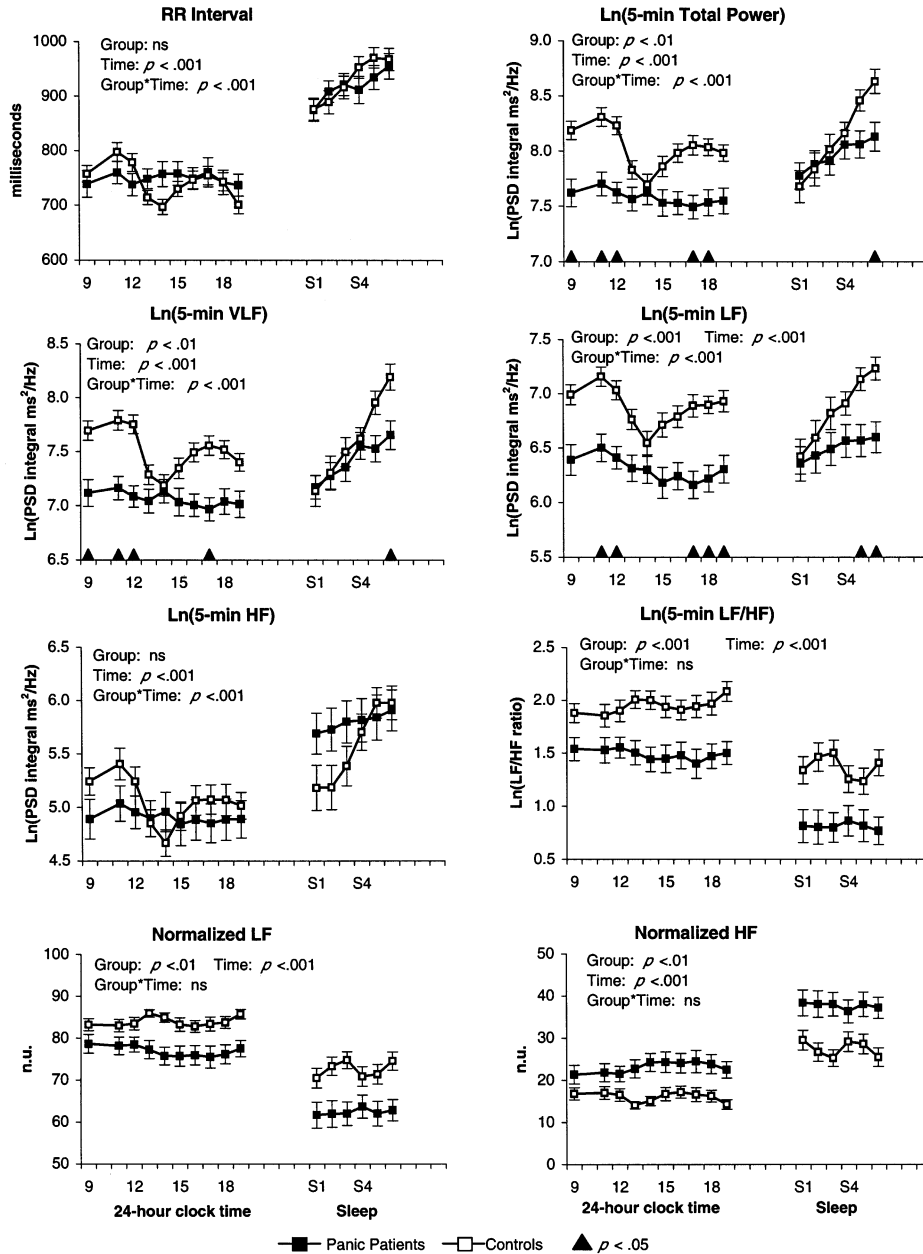 RR Interval
milliseconds
1000
900
800
700
600
Group: ns
Time: p < .001
Group*Time: p < .001
9 12 15 18 S1 S4
Ln(5-min Total Power)
Ln(PSD integral ms²/Hz)
9.0
8.5
8.0
7.5
7.0
Group: p < .01
Time: p < .001
Group*Time: p < .001
9 12 15 18 S1 S4
Ln(5-min VLF)
Ln(PSD integral ms²/Hz)
8.5
8.0
7.5
7.0
6.5
Group: p < .01
Time: p < .001
Group*Time: p < .001
9 12 15 18 S1 S4
Ln(5-min LF)
Ln(PSD integral ms²/Hz)
7.5
7.0
6.5
6.0
5.5
Group: p < .001 Time: p < .001
Group*Time: p < .001
9 12 15 18 S1 S4
Ln(5-min HF)
Ln(PSD integral ms²/Hz)
6.5
6.0
5.5
5.0
4.5
Group: ns
Time: p < .001
Group*Time: p < .001
9 12 15 18 S1 S4
Ln(5-min LF/HF)
Ln(LF/HF ratio)
2.5
2.0
1.5
1.0
0.5
Group: p <.001 Time: p <.001
Group*Time: ns
9 12 15 18 S1 S4
Normalized LF
n.u.
100
90
80
70
60
50
Group: p <.01 Time: p <.001
Group*Time: ns
9 12 15 18 S1 S4
24-hour clock time Sleep
Normalized HF
n.u.
50
40
30
20
10
0
Group: p <.01
Time: p <.001
Group*Time: ns
9 12 15 18 S1 S4
24-hour clock time Sleep
Panic Patients Controls p < .05